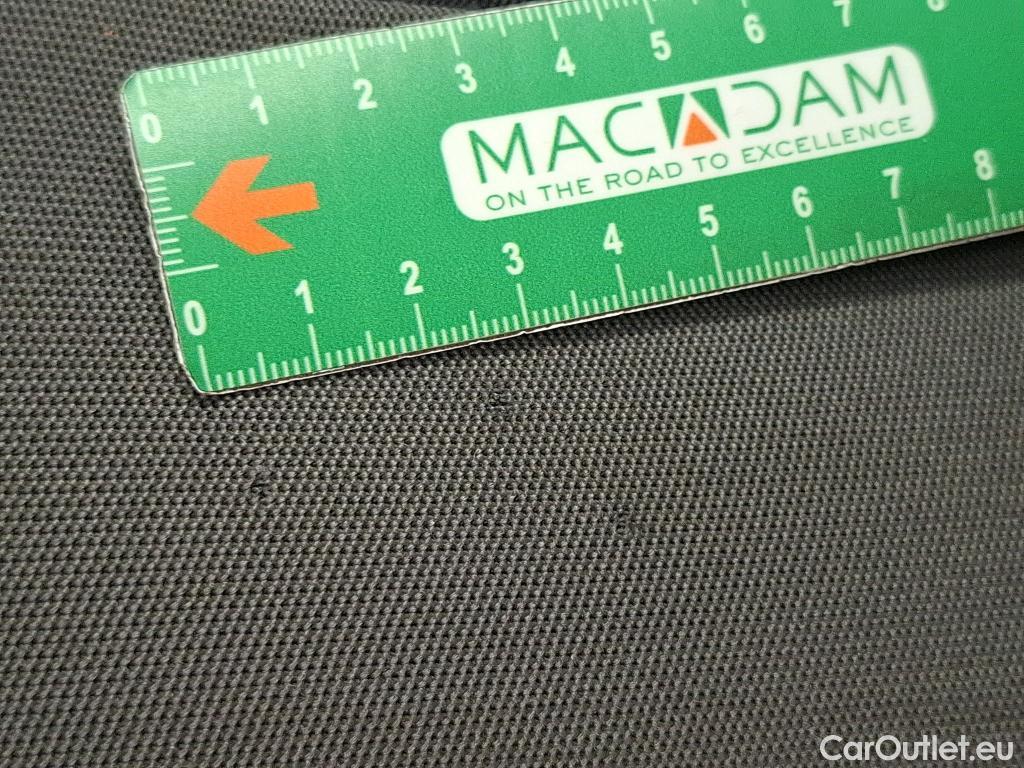 0 1 2 3 4 5 6 7
MACADAM
ON THE ROAD TO EXCELLENCE
0 1 2 3 4 5 6 7 8
CarOutlet.eu